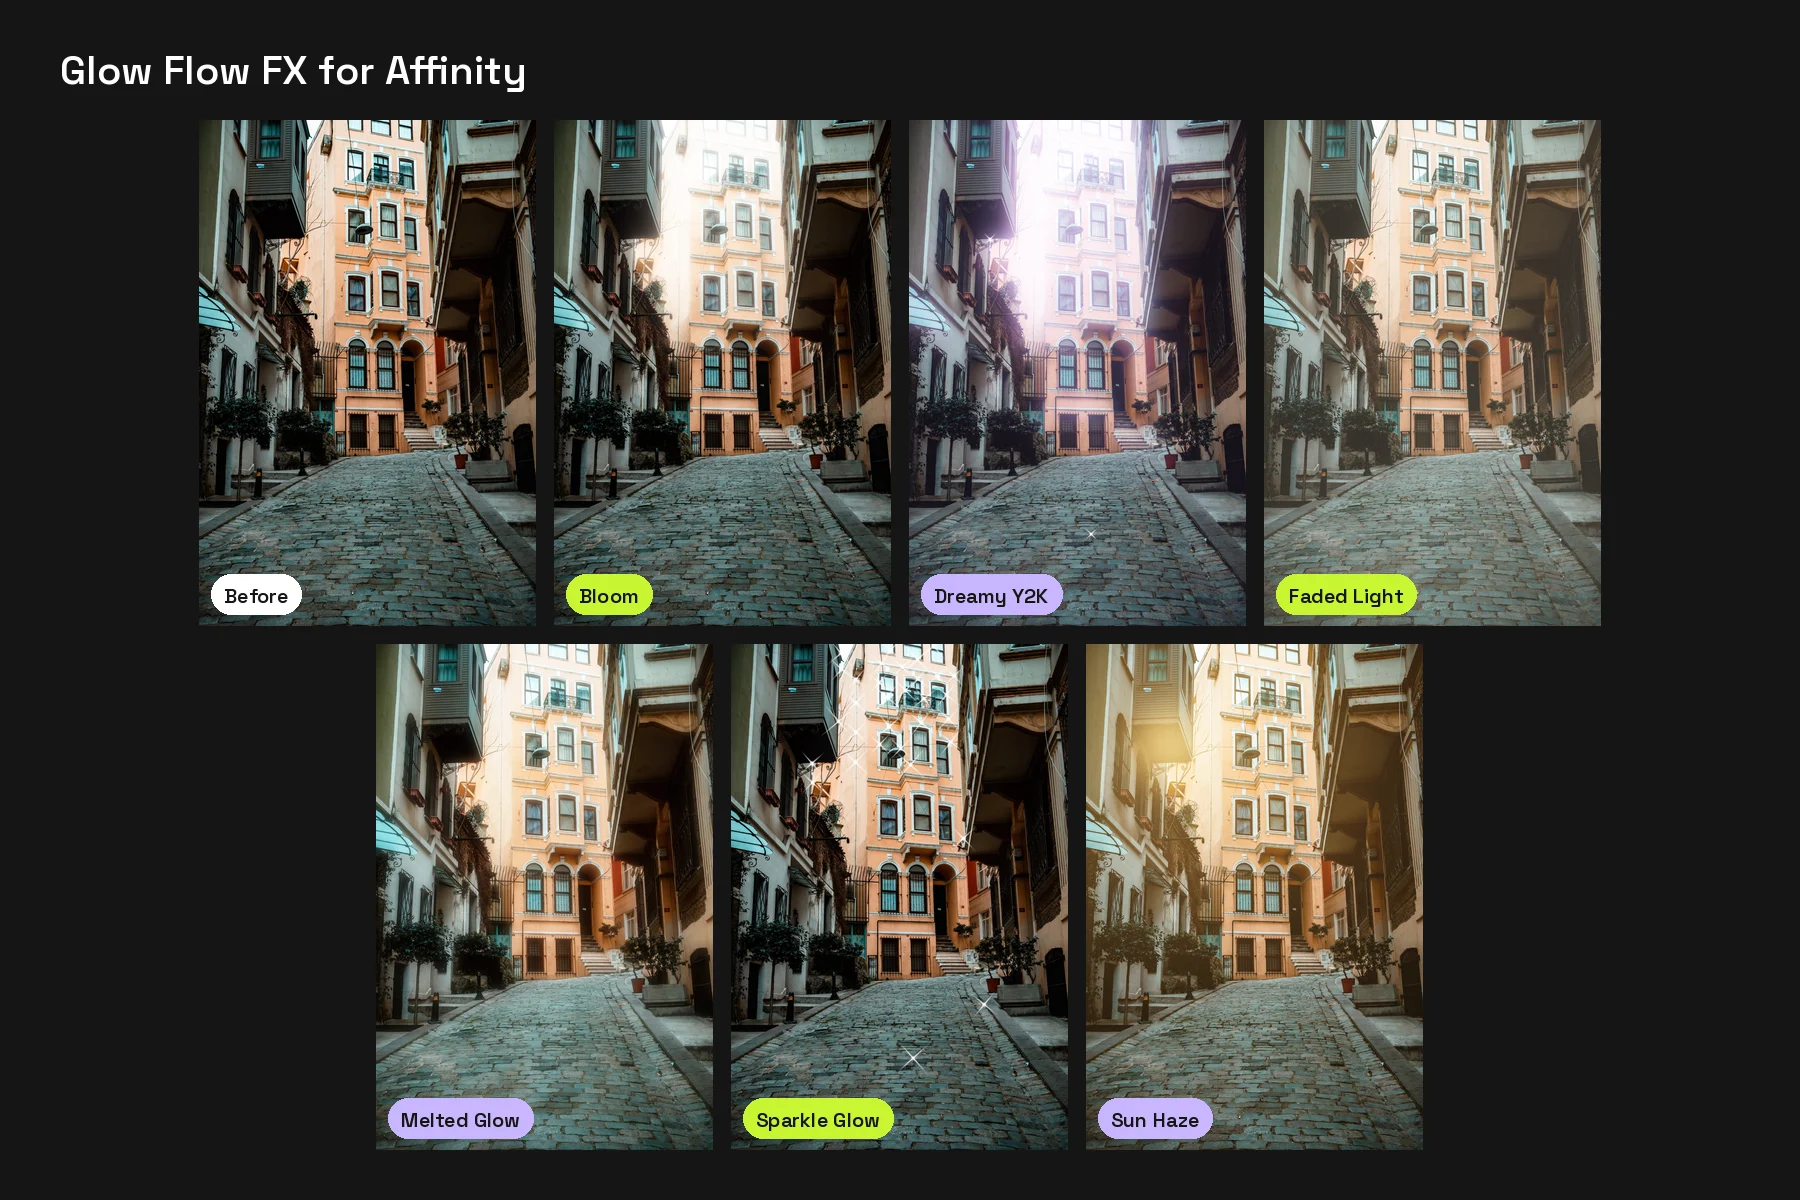 Glow Flow FX for Affinity
Before
Bloom
Dreamy Y2K
Faded Light
Melted Glow
Sparkle Glow
Sun Haze